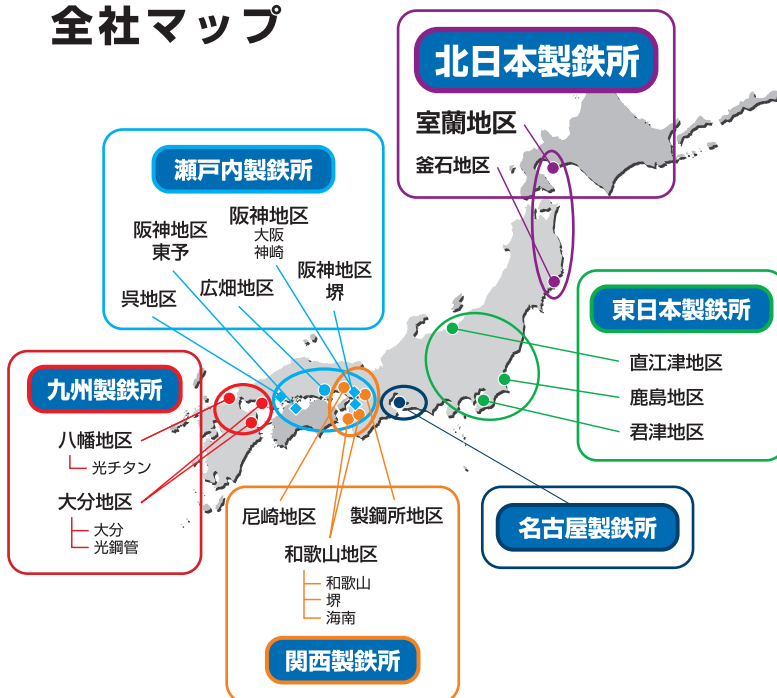 全社マップ
北日本製鉄所
室蘭地区
釜石地区
瀬戸内製鉄所
阪神地区
東予
阪神地区
大阪
神崎
阪神地区
堺
呉地区
広畑地区
東日本製鉄所
直江津地区
鹿島地区
君津地区
九州製鉄所
八幡地区
光チタン
大分地区
大分
光鋼管
尼崎地区
製鋼所地区
和歌山地区
和歌山
堺
海南
関西製鉄所
名古屋製鉄所